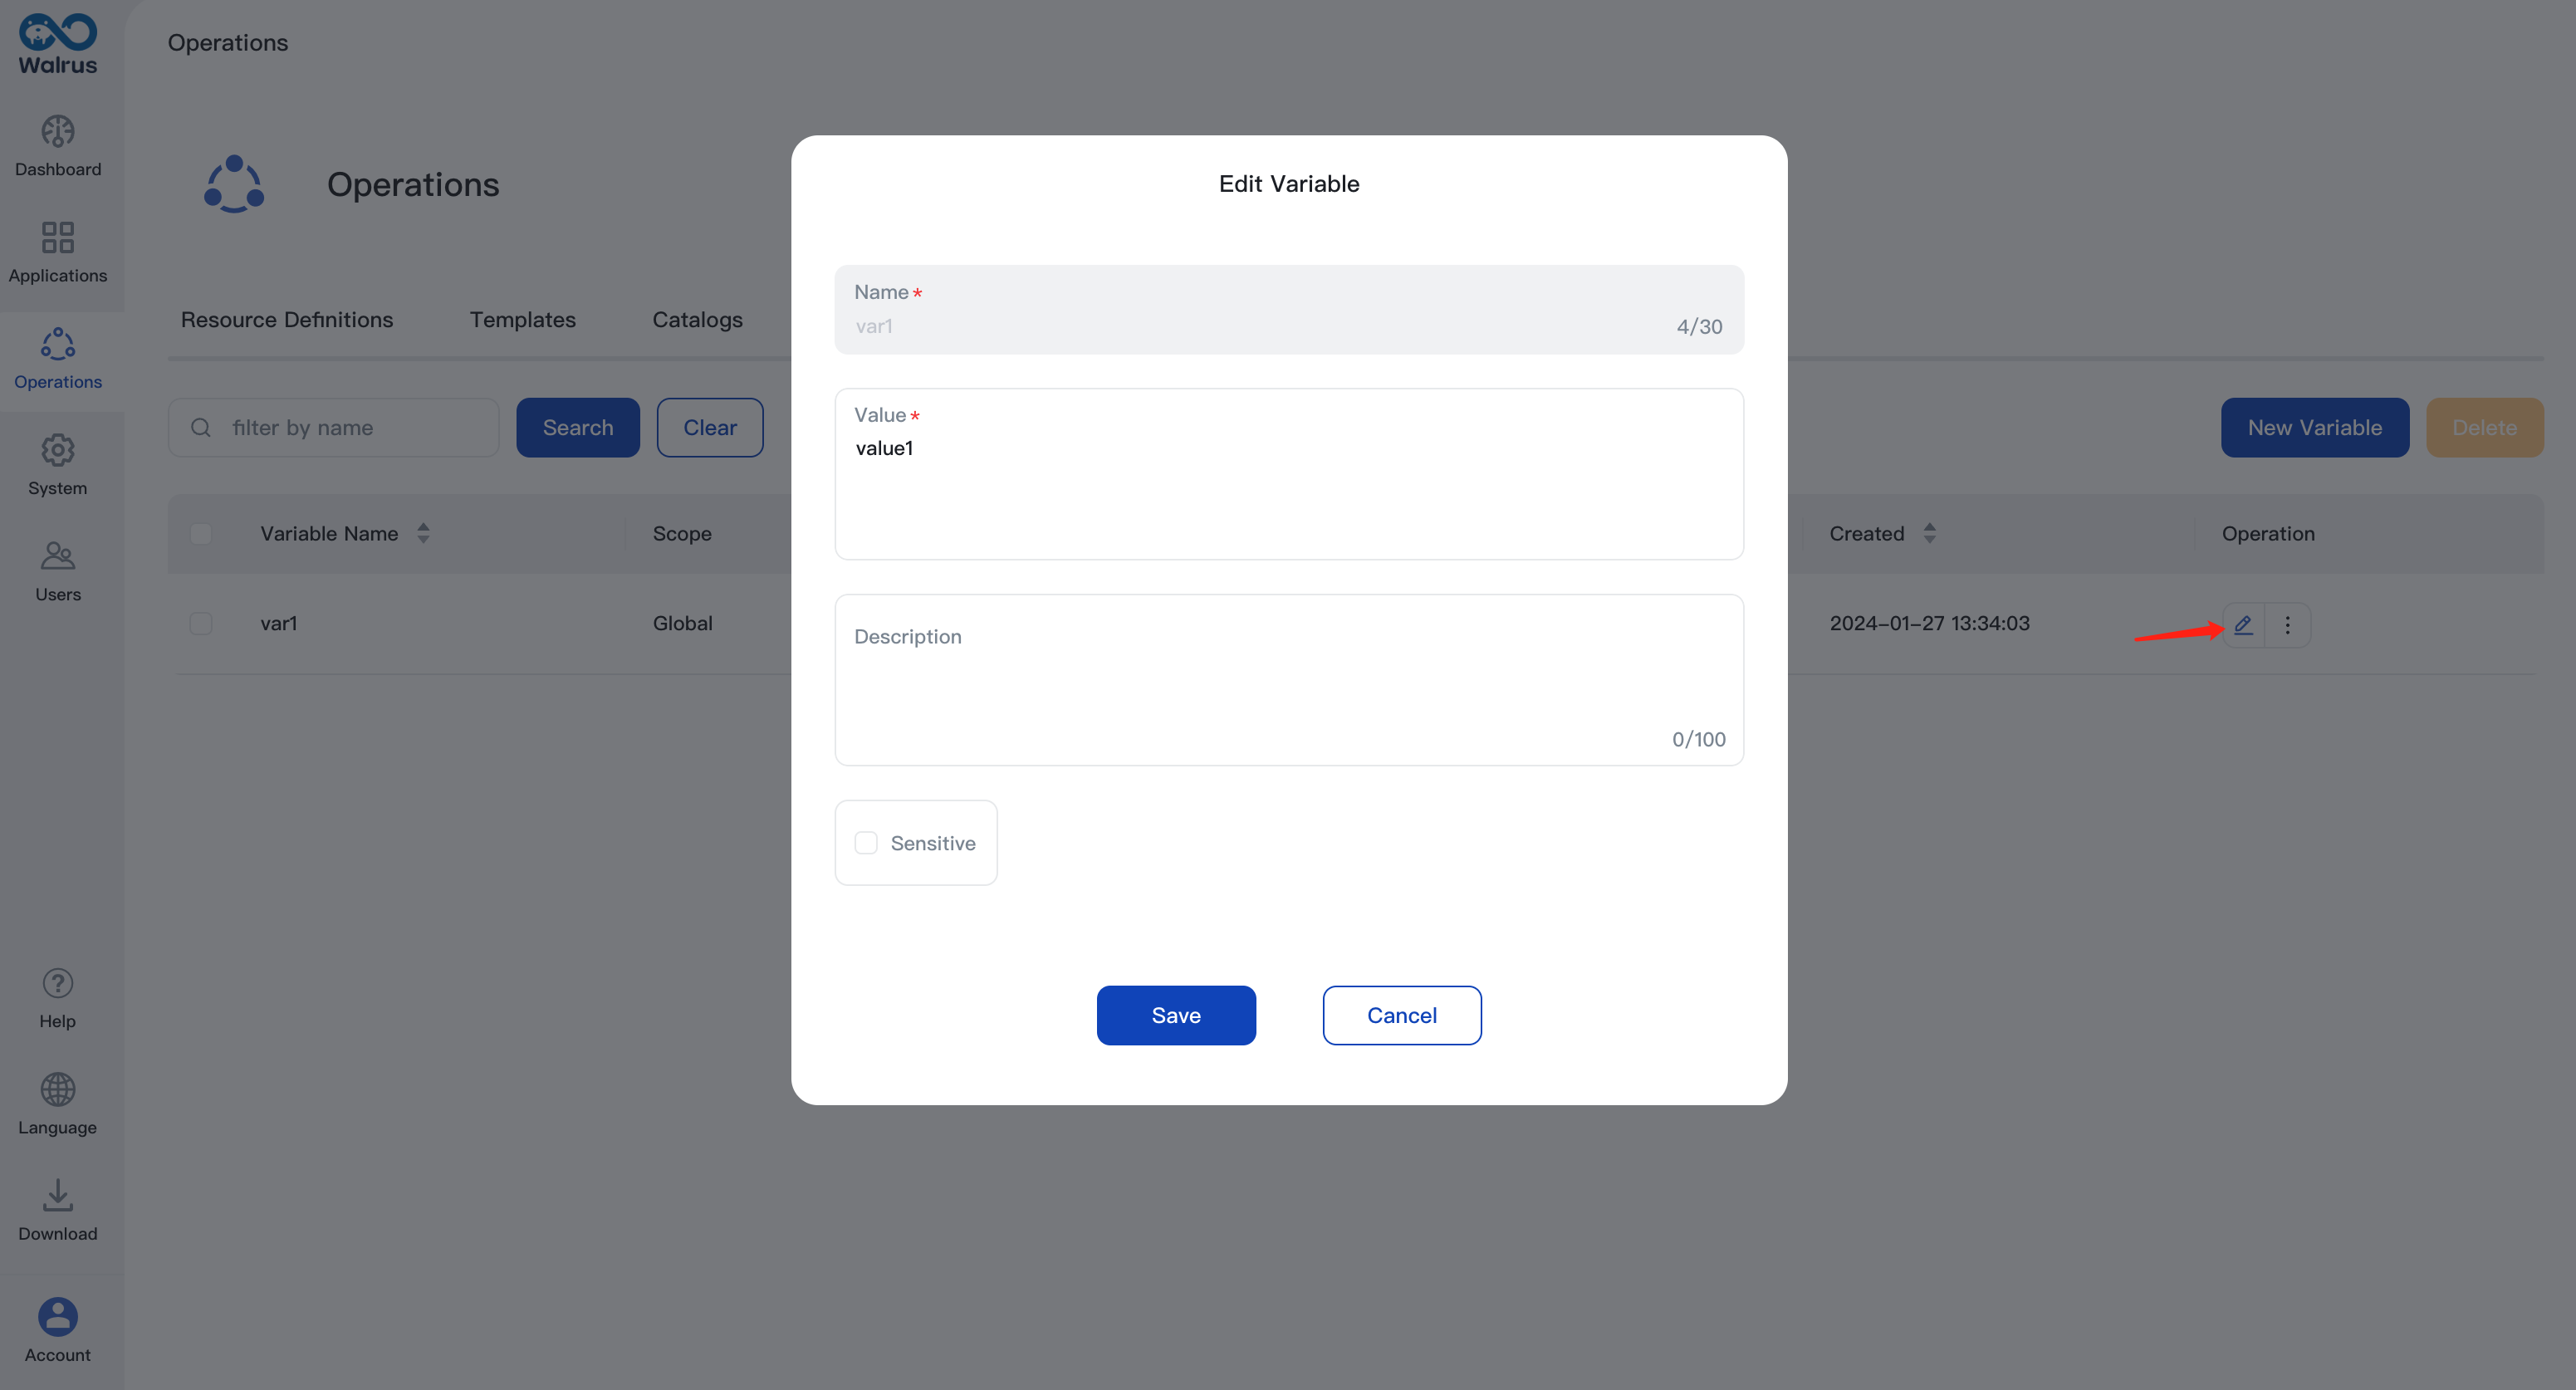 Walrus
Dashboard
Applications
Operations
System
Users
Help
Language
Download
Account
Operations
Operations
Resource Definitions Templates Catalogs
filter by name Search Clear New Variable Delete
Variable Name Scope Created Operation
var1 Global 2024-01-27 13:34:03
Edit Variable
Name *
var1 4/30
Value *
value1
Description
0/100
Sensitive
Save Cancel